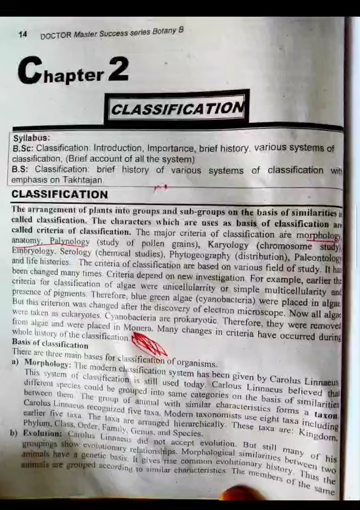 14 DOCTOR Master Success series Botany B
Chapter 2
CLASSIFICATION
Syllabus:
B.Sc: Classification: Introduction, Importance, brief history, various systems of
classification, (Brief account of all the system)
B.S: Classification: brief history of various systems of classification with
emphasis on Takhtajan.
CLASSIFICATION
The arrangement of plants into groups and sub-groups on the basis of similarities is
called classification. The characters which are uses as basis of classification are
called criteria of classification. The major criteria of classification are morphology,
anatomy, Palynology (study of pollen grains), Karyology (chromosome study),
Embryology, Serology (chemical studies), Phytogeography (distribution), Paleontology
and life histories. The criteria of classification are based on various field of study. It has
been changed many times. Criteria depend on new investigation. For example, earlier the
criteria for classification of algae were unicellularity or simple multicellularity and
presence of pigments. Therefore, blue green algae (cyanobacteria) were placed in algae.
But this criterion was changed after the discovery of electron microscope. Now all algae
were taken as eukaryotes. Cyanobacteria are prokaryotic. Therefore, they were removed
from algae and were placed in Monera. Many changes in criteria have occurred during
whole history of the classification.
Basis of classification
There are three main bases for classification of organisms.
a) Morphology: The modern classification system has been given by Carolus Linnaeus
This system of classification is still used today. Carlous Linnaeus believed that
different species could be grouped into same categories on the basis of similarities
between them. The group of animal with similar characteristics forms a taxon
Carolus Linnaeus recognized five taxa. Modern taxonomists use eight taxa including
earlier five taxa. The taxa are arranged hierarchically. These taxa are: Kingdom,
Phylum, Class, Order, Family, Genus, and Species.
b) Evolution: Carolus Linnaeus did not accept evolution. But still many of his
groupings show evolutionary relationships. Morphological similarities between two
animals have a genetic basis. It gives rise common evolutionary history. Thus the
animals are grouped according to similar characteristics. The members of the same